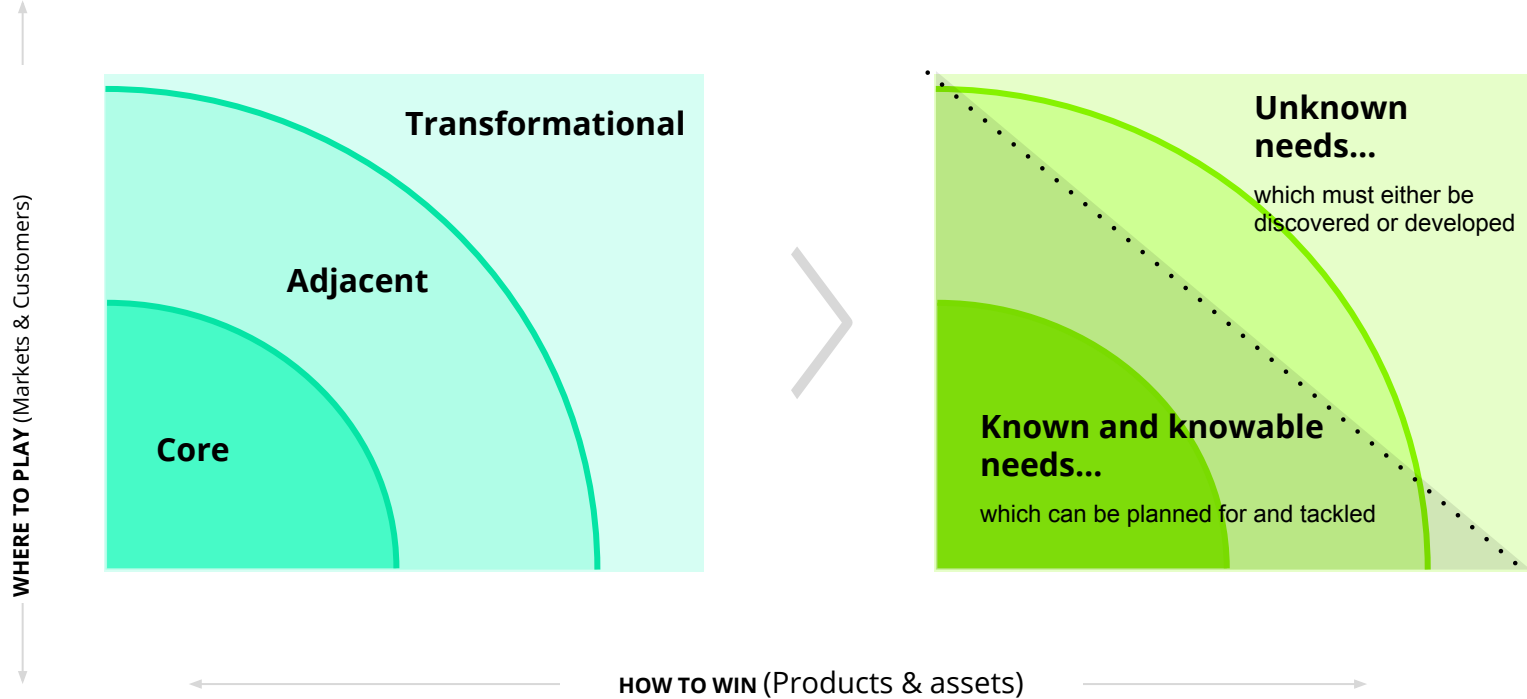 WHERE TO PLAY (Markets & Customers)
Transformational
Adjacent
Core
Unknown
needs...
which must either be
discovered or developed
Known and knowable
needs...
which can be planned for and tackled
HOW TO WIN (Products & assets)